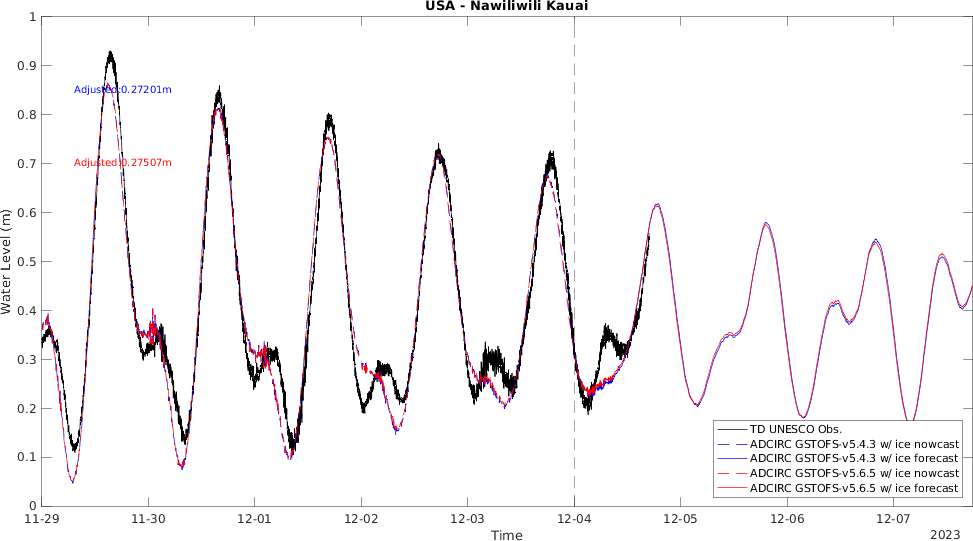 USA - Nawiliwili Kauai
1
0.9
0.8
0.7
0.6
0.5
0.4
0.3
0.2
0.1
0
Water Level (m)
Adjusted:0.27201m
Adjusted:0.27507m
TD UNESCO Obs.
ADCIRC GSTOFS-v5.4.3 w/ ice nowcast
ADCIRC GSTOFS-v5.4.3 w/ ice forecast
ADCIRC GSTOFS-v5.6.5 w/ ice nowcast
ADCIRC GSTOFS-v5.6.5 w/ ice forecast
11-29 11-30 12-01 12-02 12-03 12-04 12-05 12-06 12-07
Time
2023